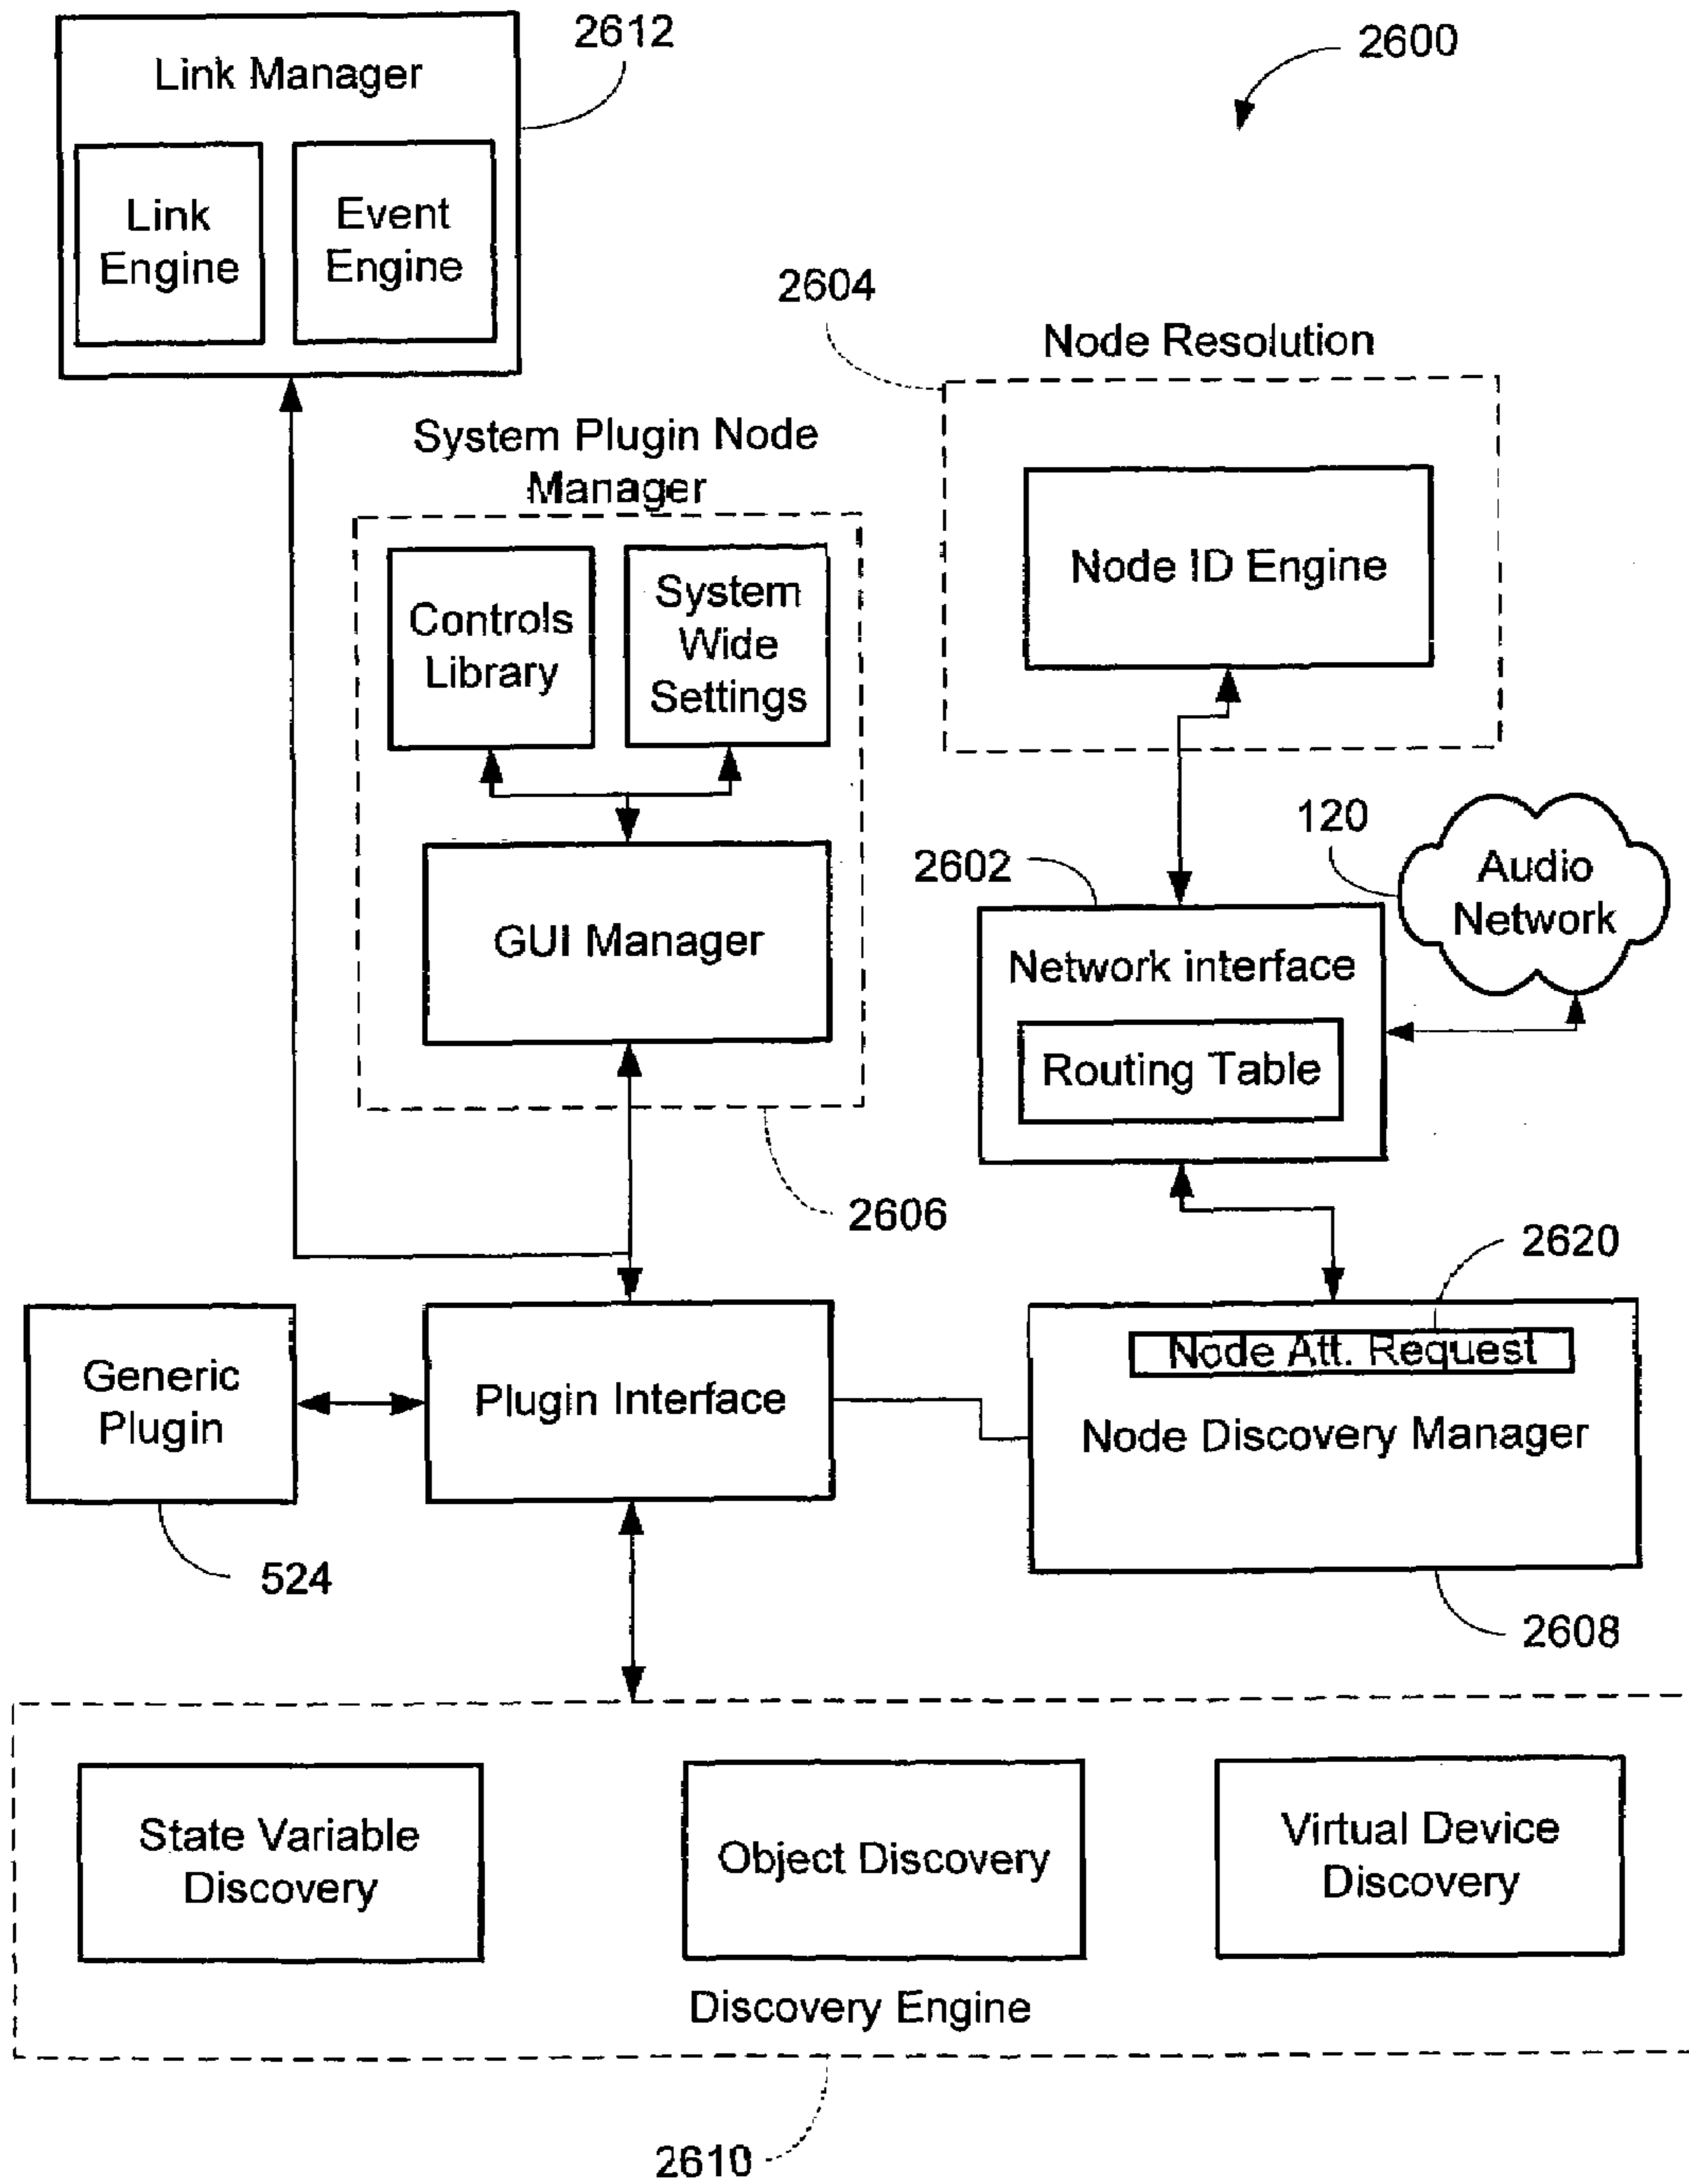 2612
2600
Link Manager
Link
Engine
Event
Engine
2604
Node Resolution
System Plugin Node
Manager
Controls
Library
System
Wide
Settings
Node ID Engine
120
Audio
Network
2602
GUI Manager
Network interface
Routing Table
2606
2620
Generic
Plugin
Plugin Interface
Node Att. Request
Node Discovery Manager
524
2608
State Variable
Discovery
Object Discovery
Virtual Device
Discovery
Discovery Engine
2610